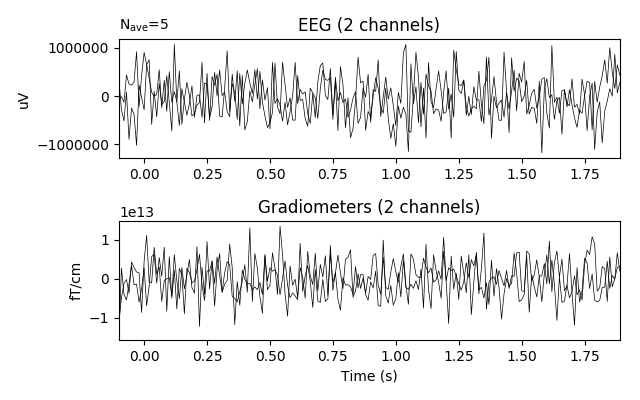 N_ave=5
EEG (2 channels)
1000000
0
−1000000
uV
0.00 0.25 0.50 0.75 1.00 1.25 1.50 1.75
1e13
Gradiometers (2 channels)
1
0
−1
fT/cm
0.00 0.25 0.50 0.75 1.00 1.25 1.50 1.75
Time (s)